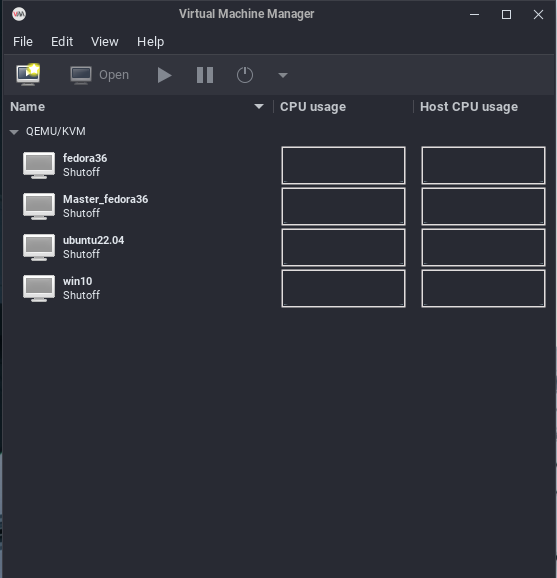 Virtual Machine Manager
File Edit View Help
Open
Name CPU usage Host CPU usage
QEMU/KVM
fedora36
Shutoff
Master_fedora36
Shutoff
ubuntu22.04
Shutoff
win10
Shutoff